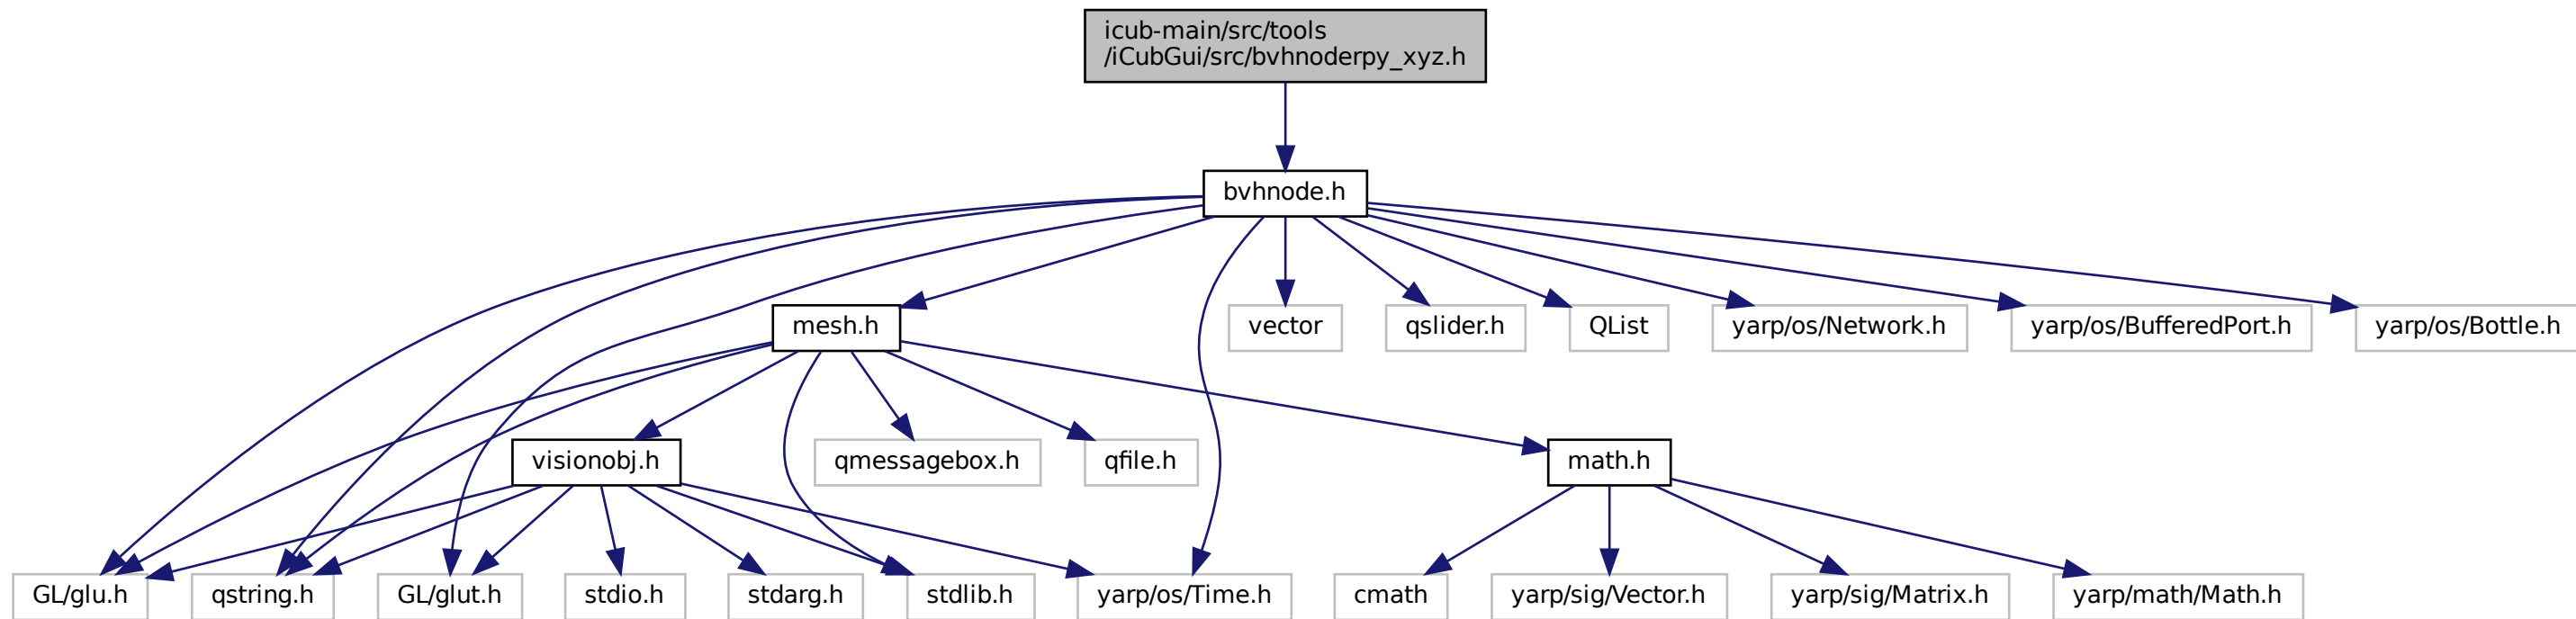 icub-main/src/tools
/iCubGui/src/bvhnoderpy_xyz.h
bvhnode.h
mesh.h
vector
qslider.h
QList
yarp/os/Network.h
yarp/os/BufferedPort.h
yarp/os/Bottle.h
visionobj.h
qmessagebox.h
qfile.h
math.h
GL/glu.h
qstring.h
GL/glut.h
stdio.h
stdarg.h
stdlib.h
yarp/os/Time.h
cmath
yarp/sig/Vector.h
yarp/sig/Matrix.h
yarp/math/Math.h